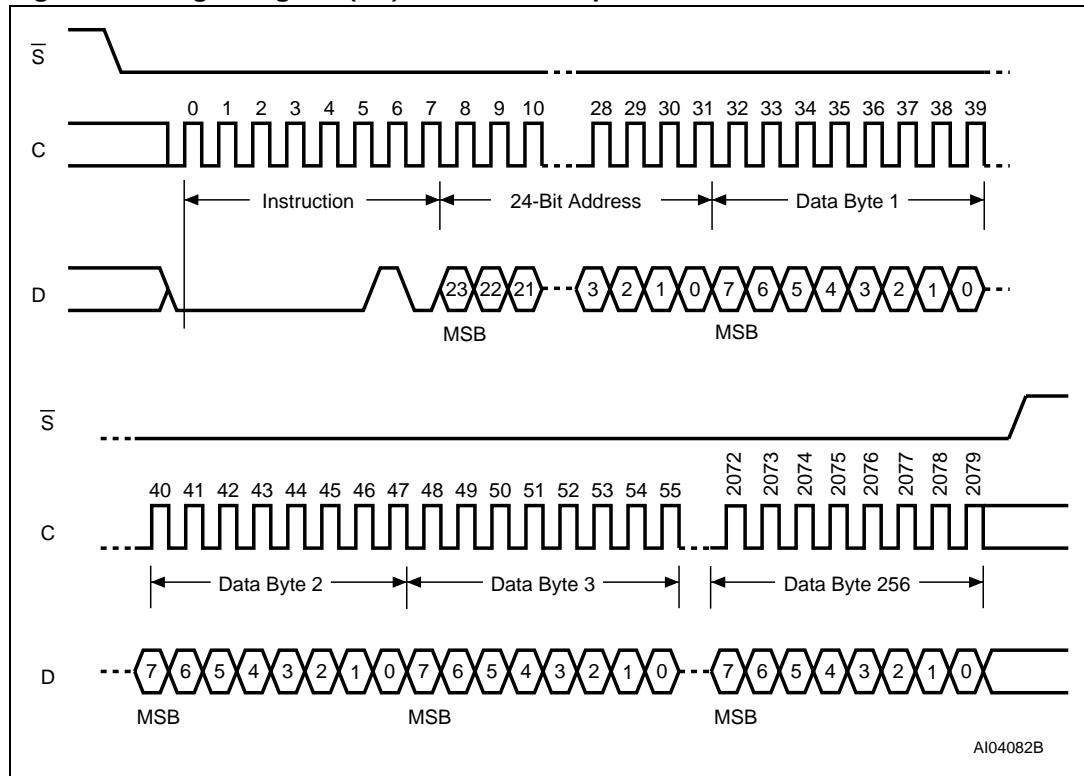 S
0 1 2 3 4 5 6 7 8 9 10 28 29 30 31 32 33 34 35 36 37 38 39
C
Instruction 24-Bit Address Data Byte 1
D
23 22 21 3 2 1 0 7 6 5 4 3 2 1 0
MSB MSB
S
40 41 42 43 44 45 46 47 48 49 50 51 52 53 54 55 2072 2073 2074 2075 2076 2077 2078 2079
C
Data Byte 2 Data Byte 3 Data Byte 256
D
7 6 5 4 3 2 1 0 7 6 5 4 3 2 1 0 7 6 5 4 3 2 1 0
MSB MSB MSB
AI04082B